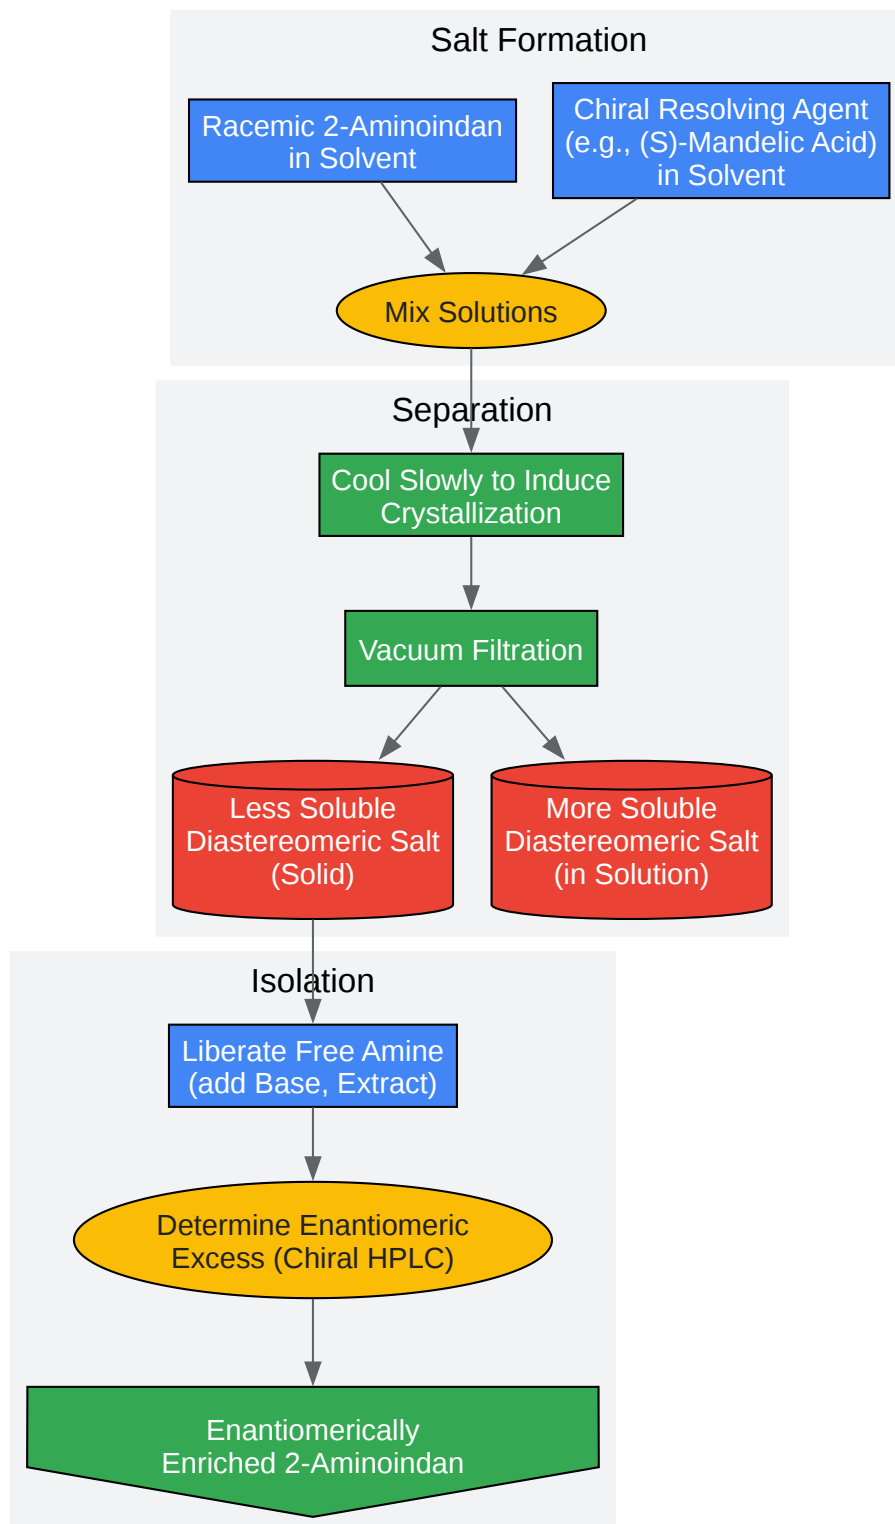 Salt Formation
Racemic 2-Aminoindan
in Solvent
Chiral Resolving Agent
(e.g., (S)-Mandelic Acid)
in Solvent
Mix Solutions
Separation
Cool Slowly to Induce
Crystallization
Vacuum Filtration
Less Soluble
Diastereomeric Salt
(Solid)
More Soluble
Diastereomeric Salt
(in Solution)
Isolation
Liberate Free Amine
(add Base, Extract)
Determine Enantiomeric
Excess (Chiral HPLC)
Enantiomerically
Enriched 2-Aminoindan